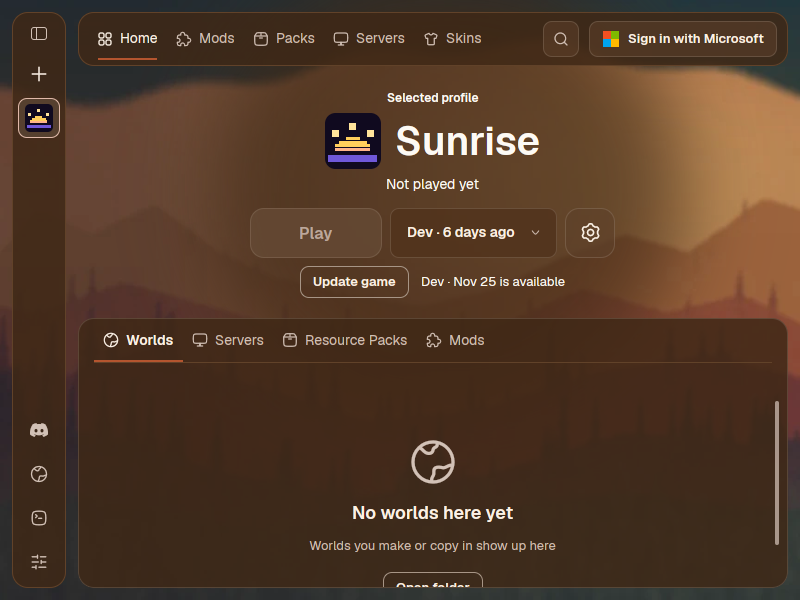 Home
Mods
Packs
Servers
Skins
Sign in with Microsoft
Selected profile
Sunrise
Not played yet
Play
Dev · 6 days ago
Update game
Dev · Nov 25 is available
Worlds
Servers
Resource Packs
Mods
No worlds here yet
Worlds you make or copy in show up here
Open folder